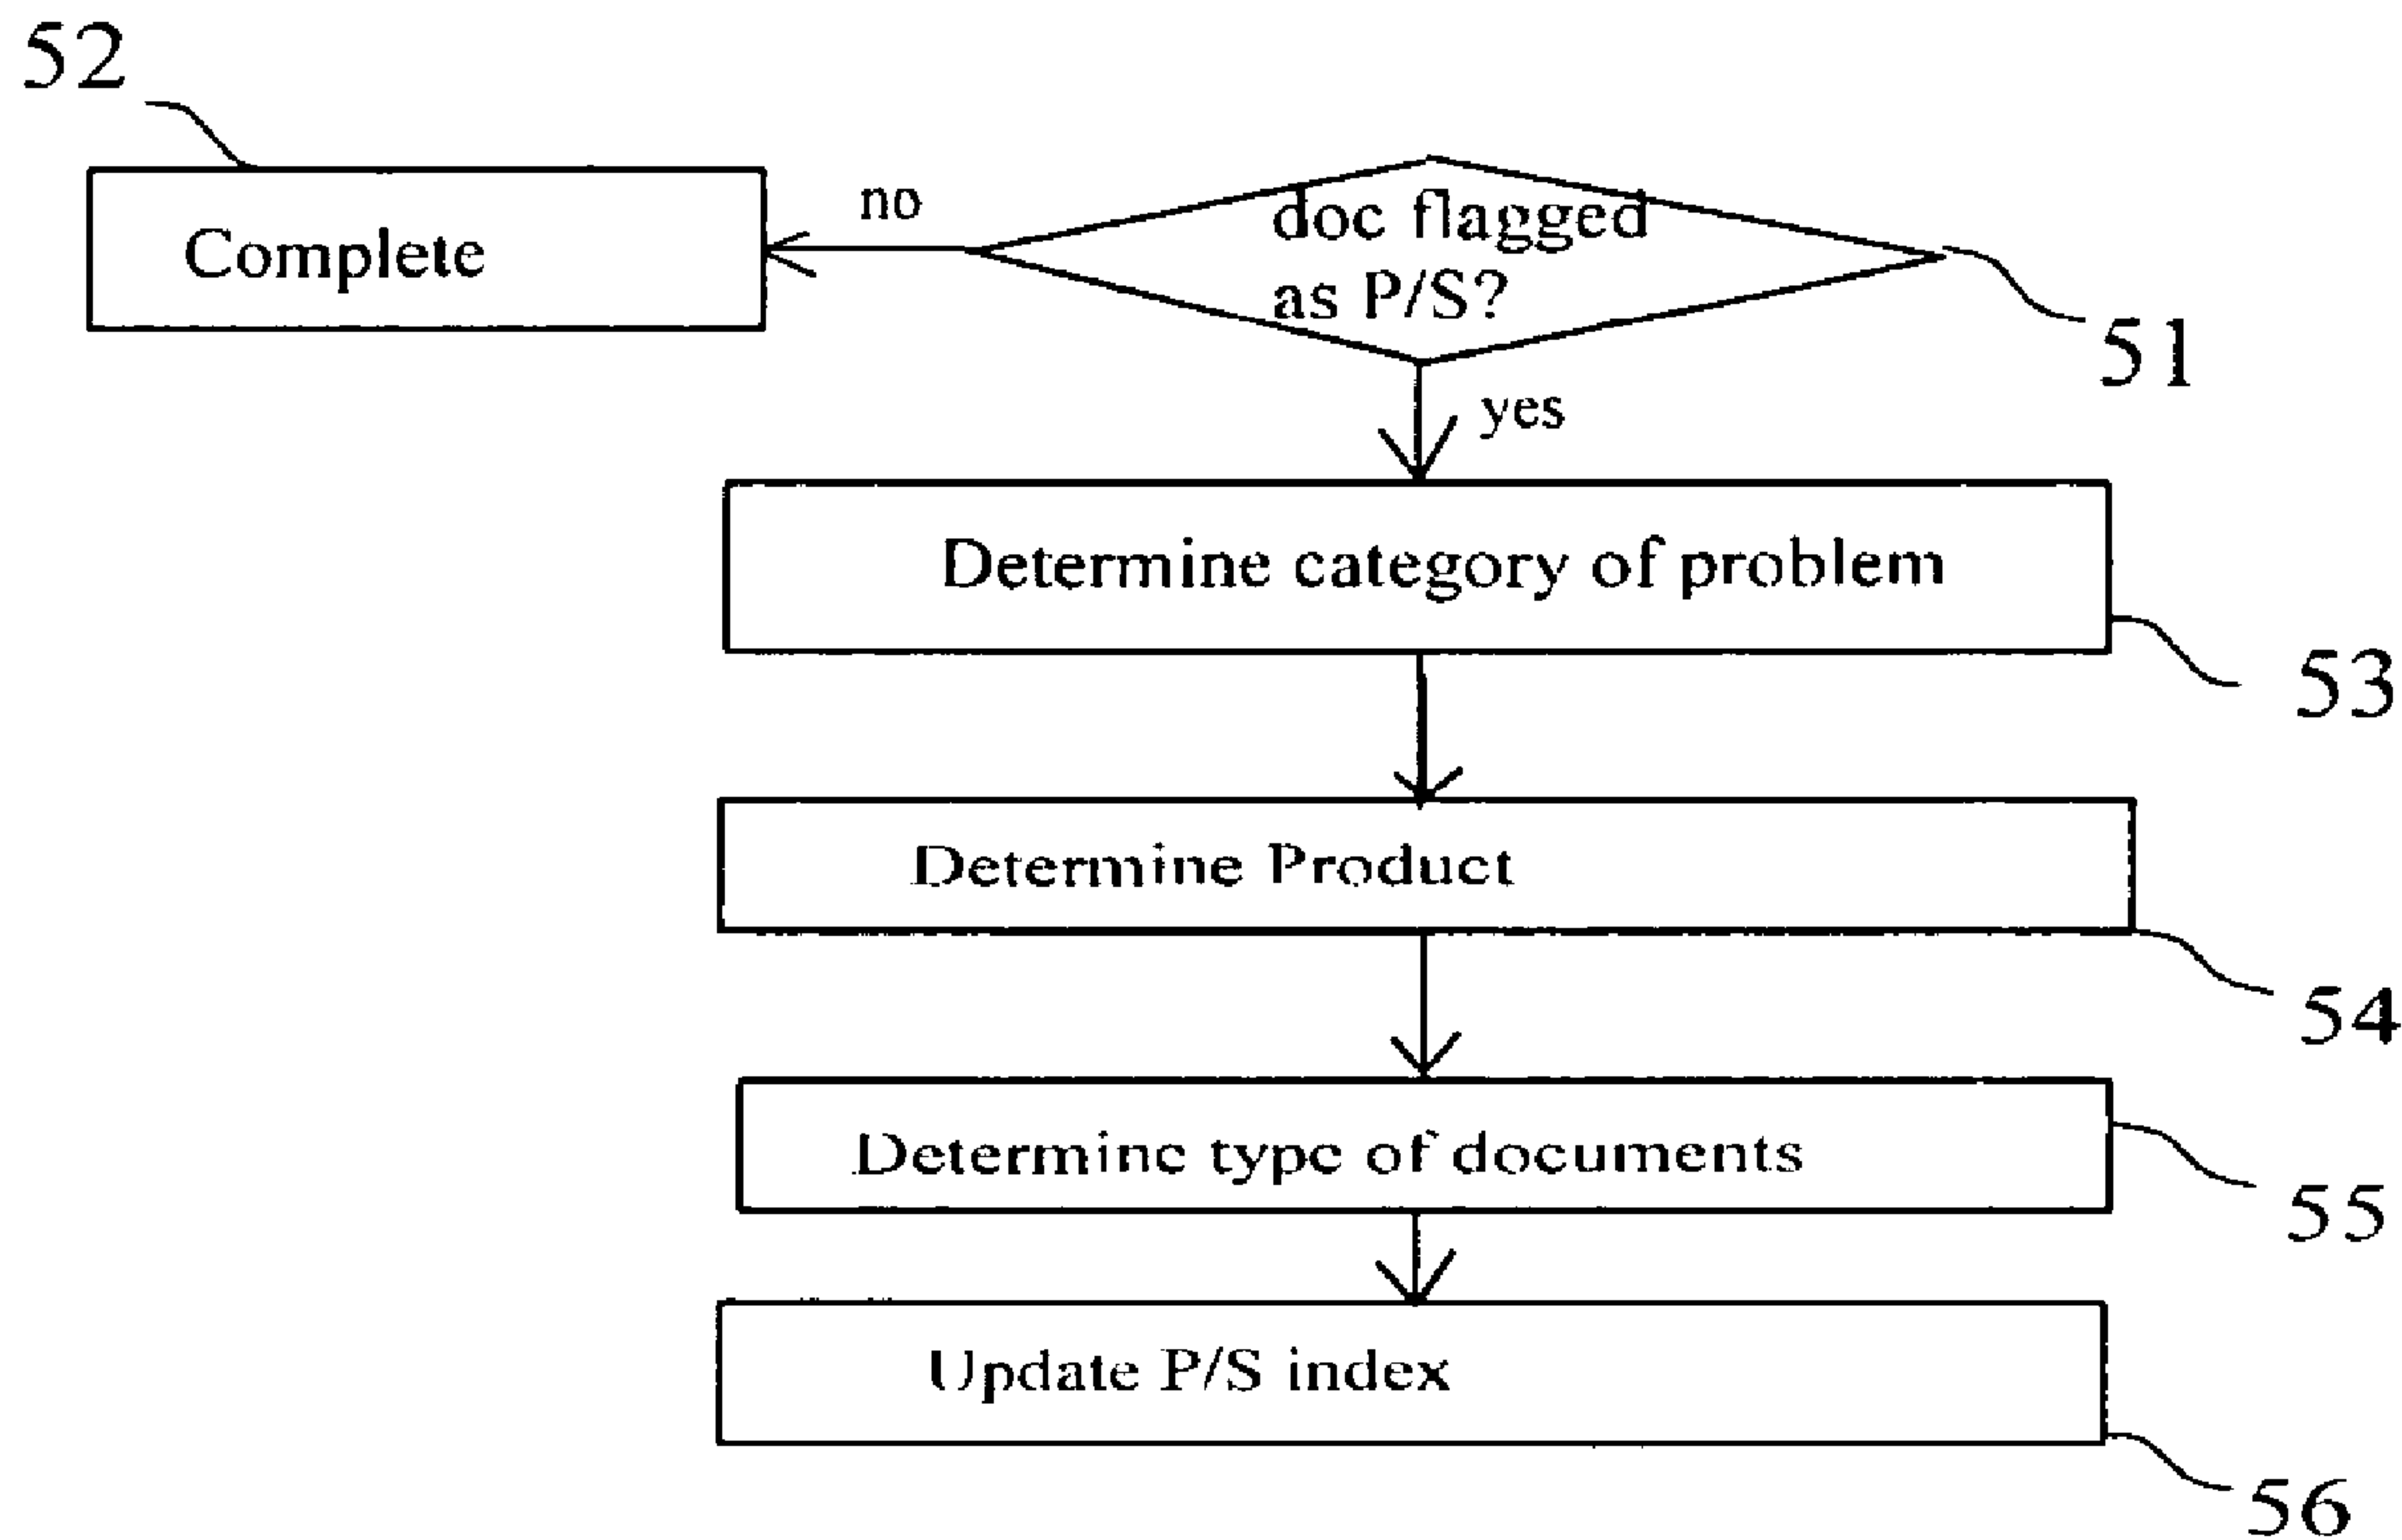 52
Complete
no
doc flagged
as P/S?
51
yes
Determine category of problem
53
Determine Product
54
Determine type of documents
55
Update P/S index
56